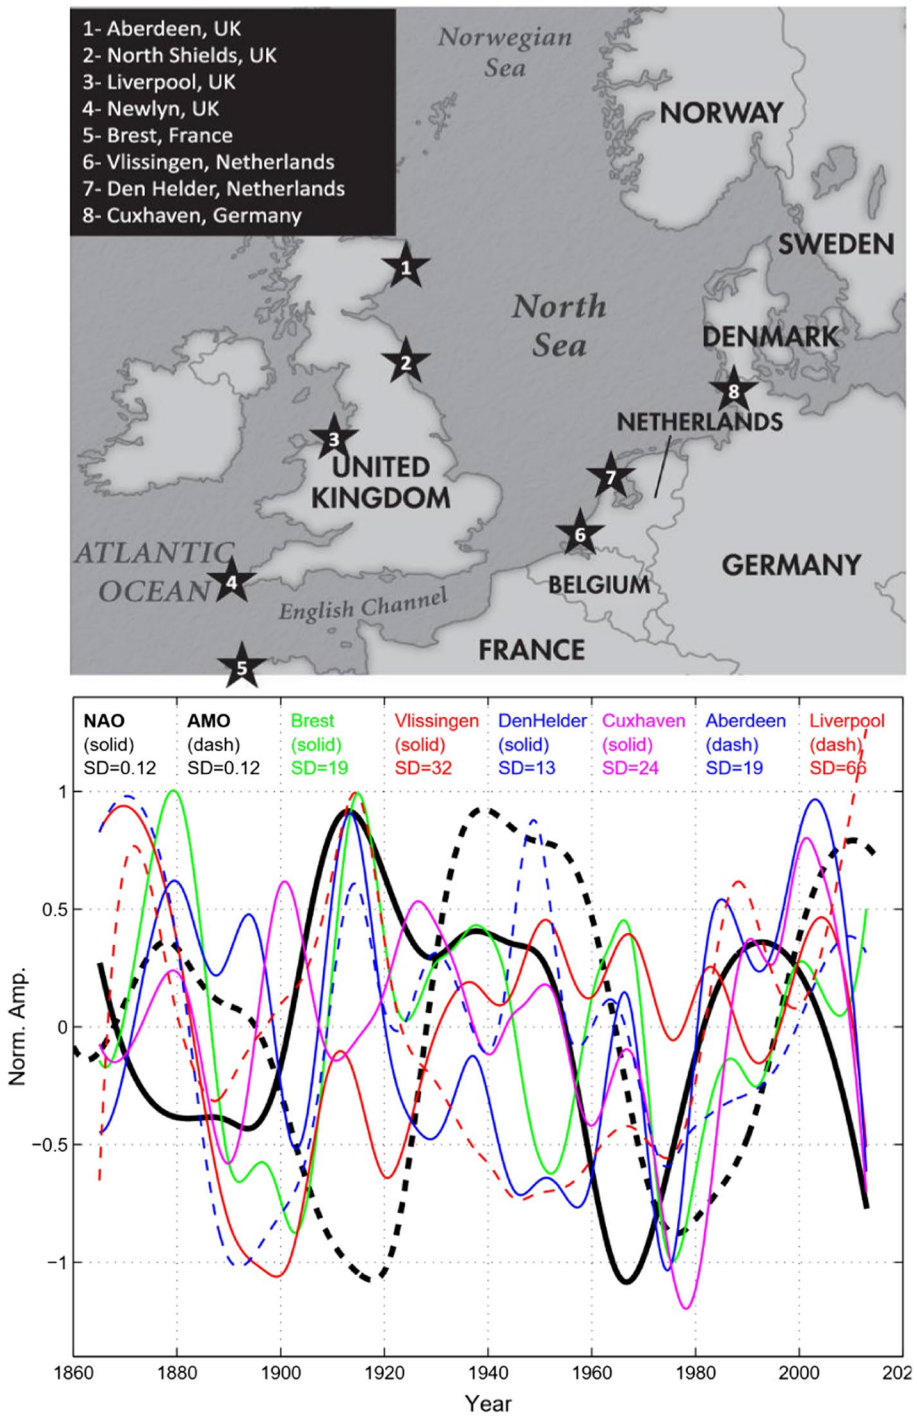 1- Aberdeen, UK
2- North Shields, UK
3- Liverpool, UK
4- Newlyn, UK
5- Brest, France
6- Vlissingen, Netherlands
7- Den Helder, Netherlands
8- Cuxhaven, Germany
Norwegian
Sea
NORWAY
SWEDEN
1
North
Sea
DENMARK
2
8
NETHERLANDS
3
UNITED
KINGDOM
7
6
ATLANTIC
OCEAN
4
English Channel
BELGIUM
GERMANY
FRANCE
5
NAO
(solid)
SD=0.12
AMO
(dash)
SD=0.12
Brest
(solid)
SD=19
Vlissingen
(solid)
SD=32
DenHelder
(solid)
SD=13
Cuxhaven
(solid)
SD=24
Aberdeen
(dash)
SD=19
Liverpool
(dash)
SD=66
1
0.5
0
−0.5
−1
Norm. Amp.
1860 1880 1900 1920 1940 1960 1980 2000 202
Year